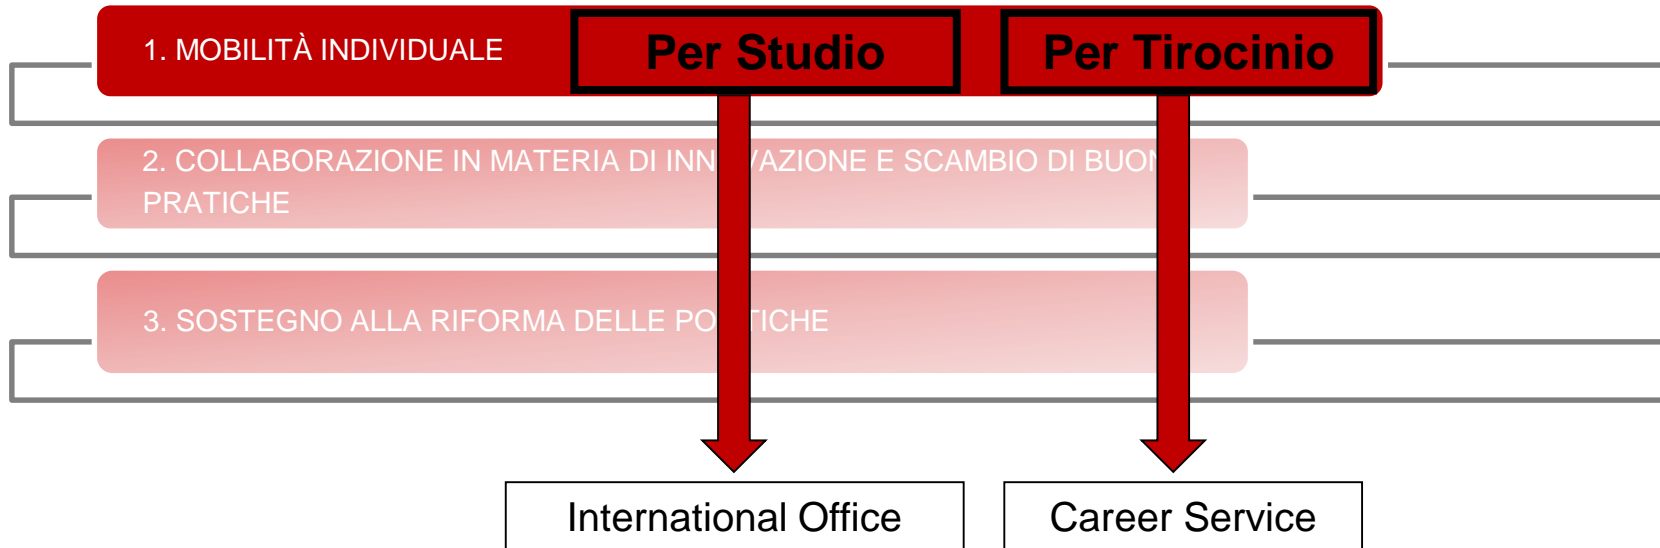 1. MOBILITÀ INDIVIDUALE
Per Studio
Per Tirocinio
2. COLLABORAZIONE IN MATERIA DI INN VAZIONE E SCAMBIO DI BUON
PRATICHE
3. SOSTEGNO ALLA RIFORMA DELLE PO TICHE
International Office
Career Service